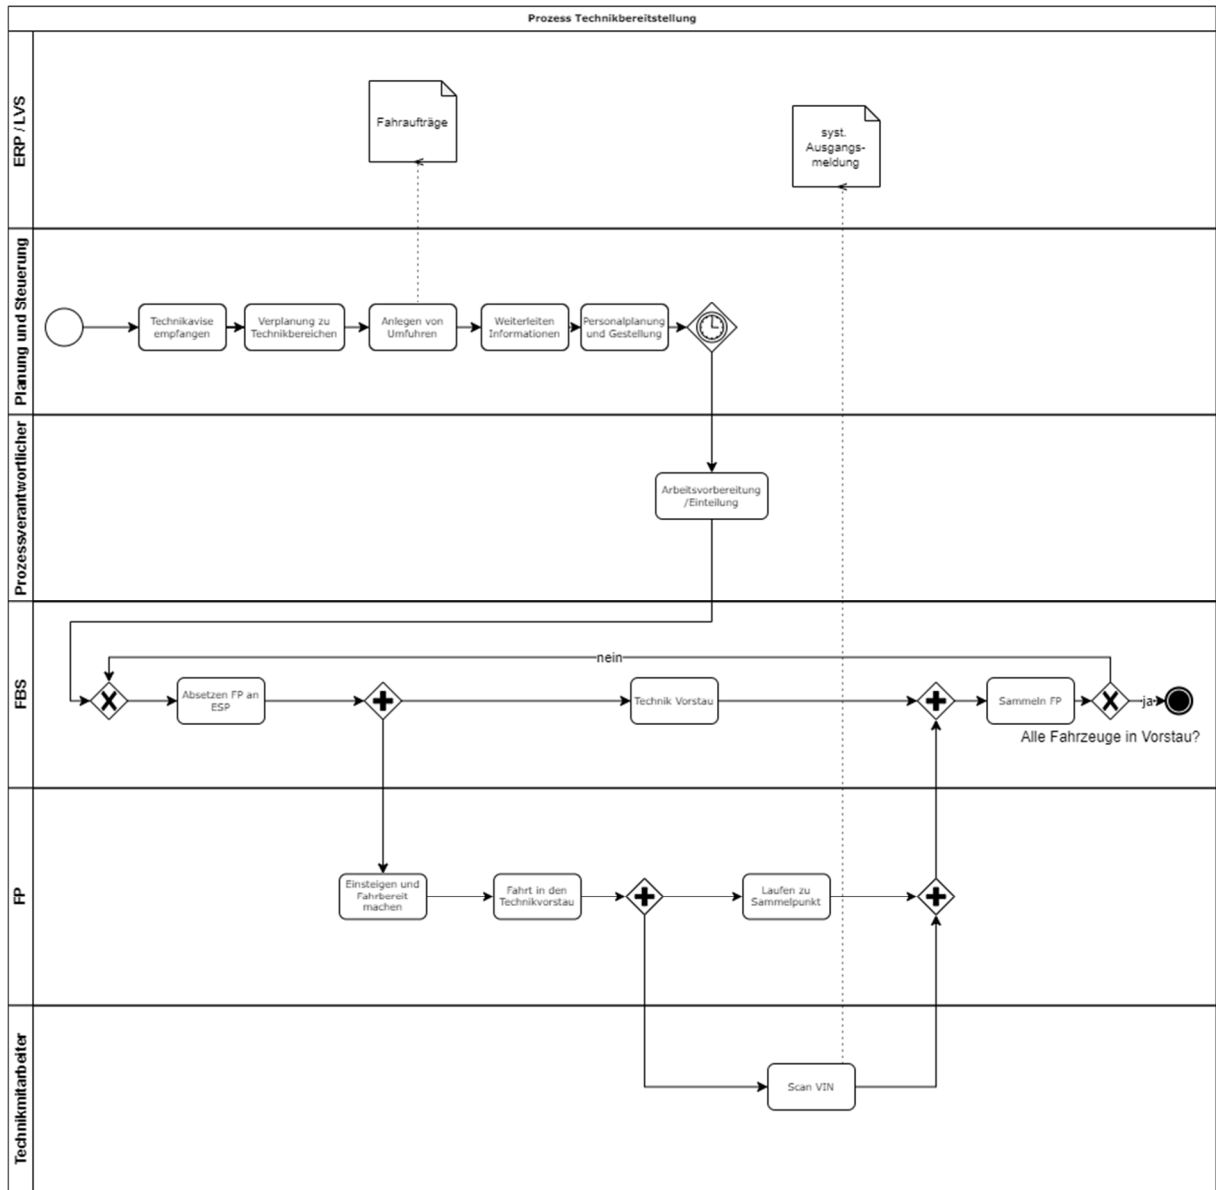 Prozess Technikbereitstellung
ERP / LVS
Fahraufträge
syst.
Ausgangs-
meldung
Planung und Steuerung
Technikavise
empfangen
Verplanung zu
Technikbereichen
Anlegen von
Umfuhren
Weiterleiten
Informationen
Personalplanung
und Gestellung
Prozessverantwortlicher
Arbeitsvorbereitung
/Einteilung
FBS
nein
Absetzen FP an
ESP
Technik Vorstau
Sammeln FP
ja
Alle Fahrzeuge in Vorstau?
FP
Einsteigen und
Fahrbereit
machen
Fahrt in den
Technikvorstau
Laufen zu
Sammelpunkt
Technikmitarbeiter
Scan VIN